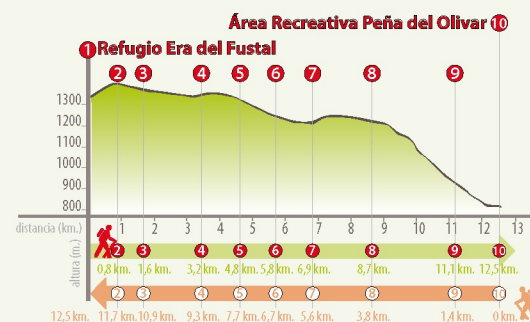 Área Recreativa Peña del Olivar 10
1 Refugio Era del Fustal
2 3 4 5 6 7 8 9
1300
1200
1100
1000
900
800
distancia (km.) 1 2 3 4 5 6 7 8 9 10 11 12 13
altura (m.)
2 3 4 5 6 7 8 9 10
0,8 km. 1,6 km. 3,2 km. 4,8 km. 5,8 km. 6,9 km. 8,7 km. 11,1 km. 12,5 km.
2 3 4 5 6 7 8 9 10
12,5 km. 11,7 km. 10,9 km. 9,3 km. 7,7 km. 6,7 km. 5,6 km. 3,8 km. 1,4 km. 0 km.